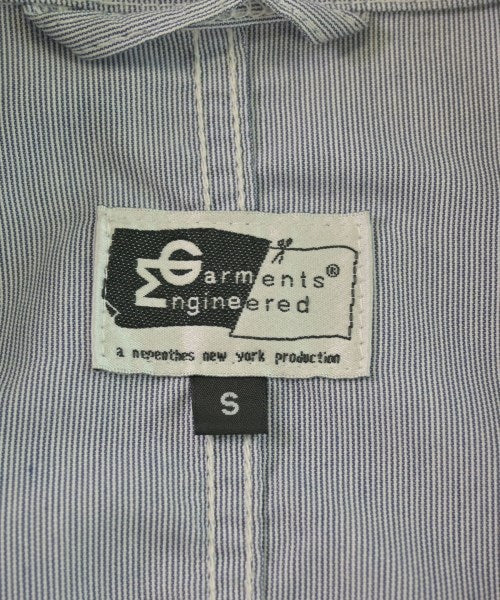 Garments®
Engineered
a nepenthes new york production
S